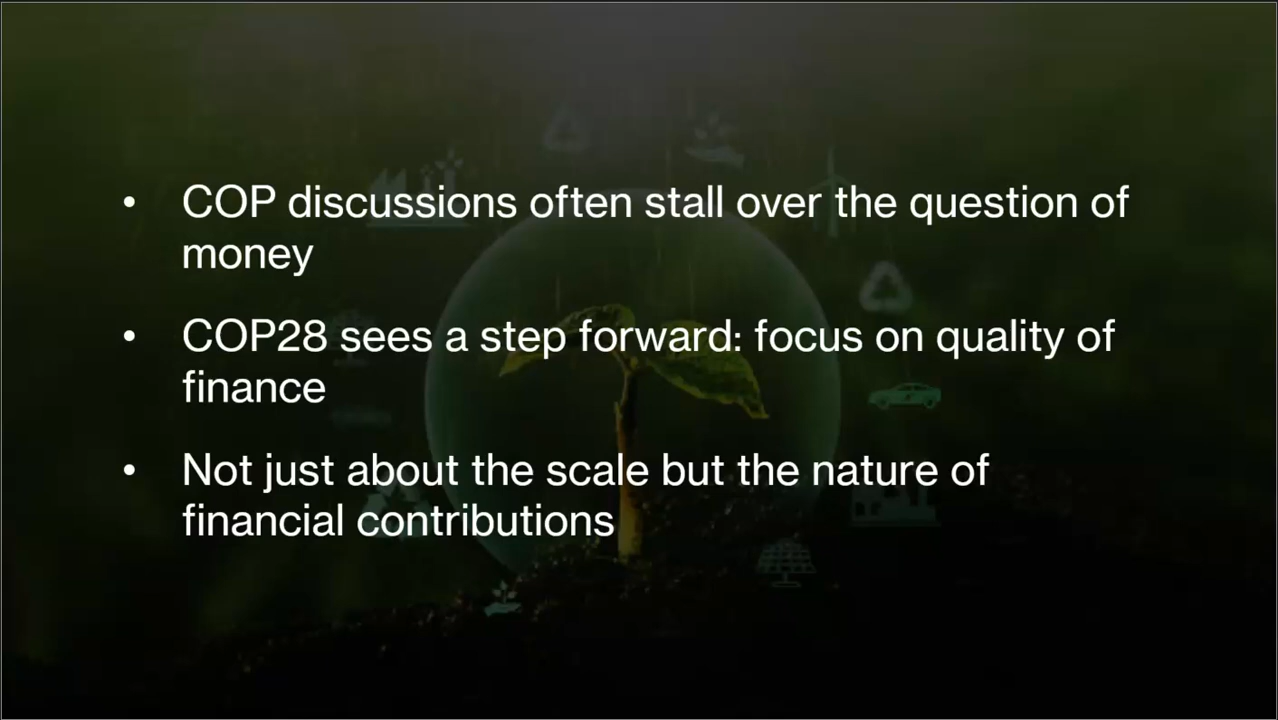 • COP discussions often stall over the question of
money
• COP28 sees a step forward: focus on quality of
finance
• Not just about the scale but the nature of
financial contributions